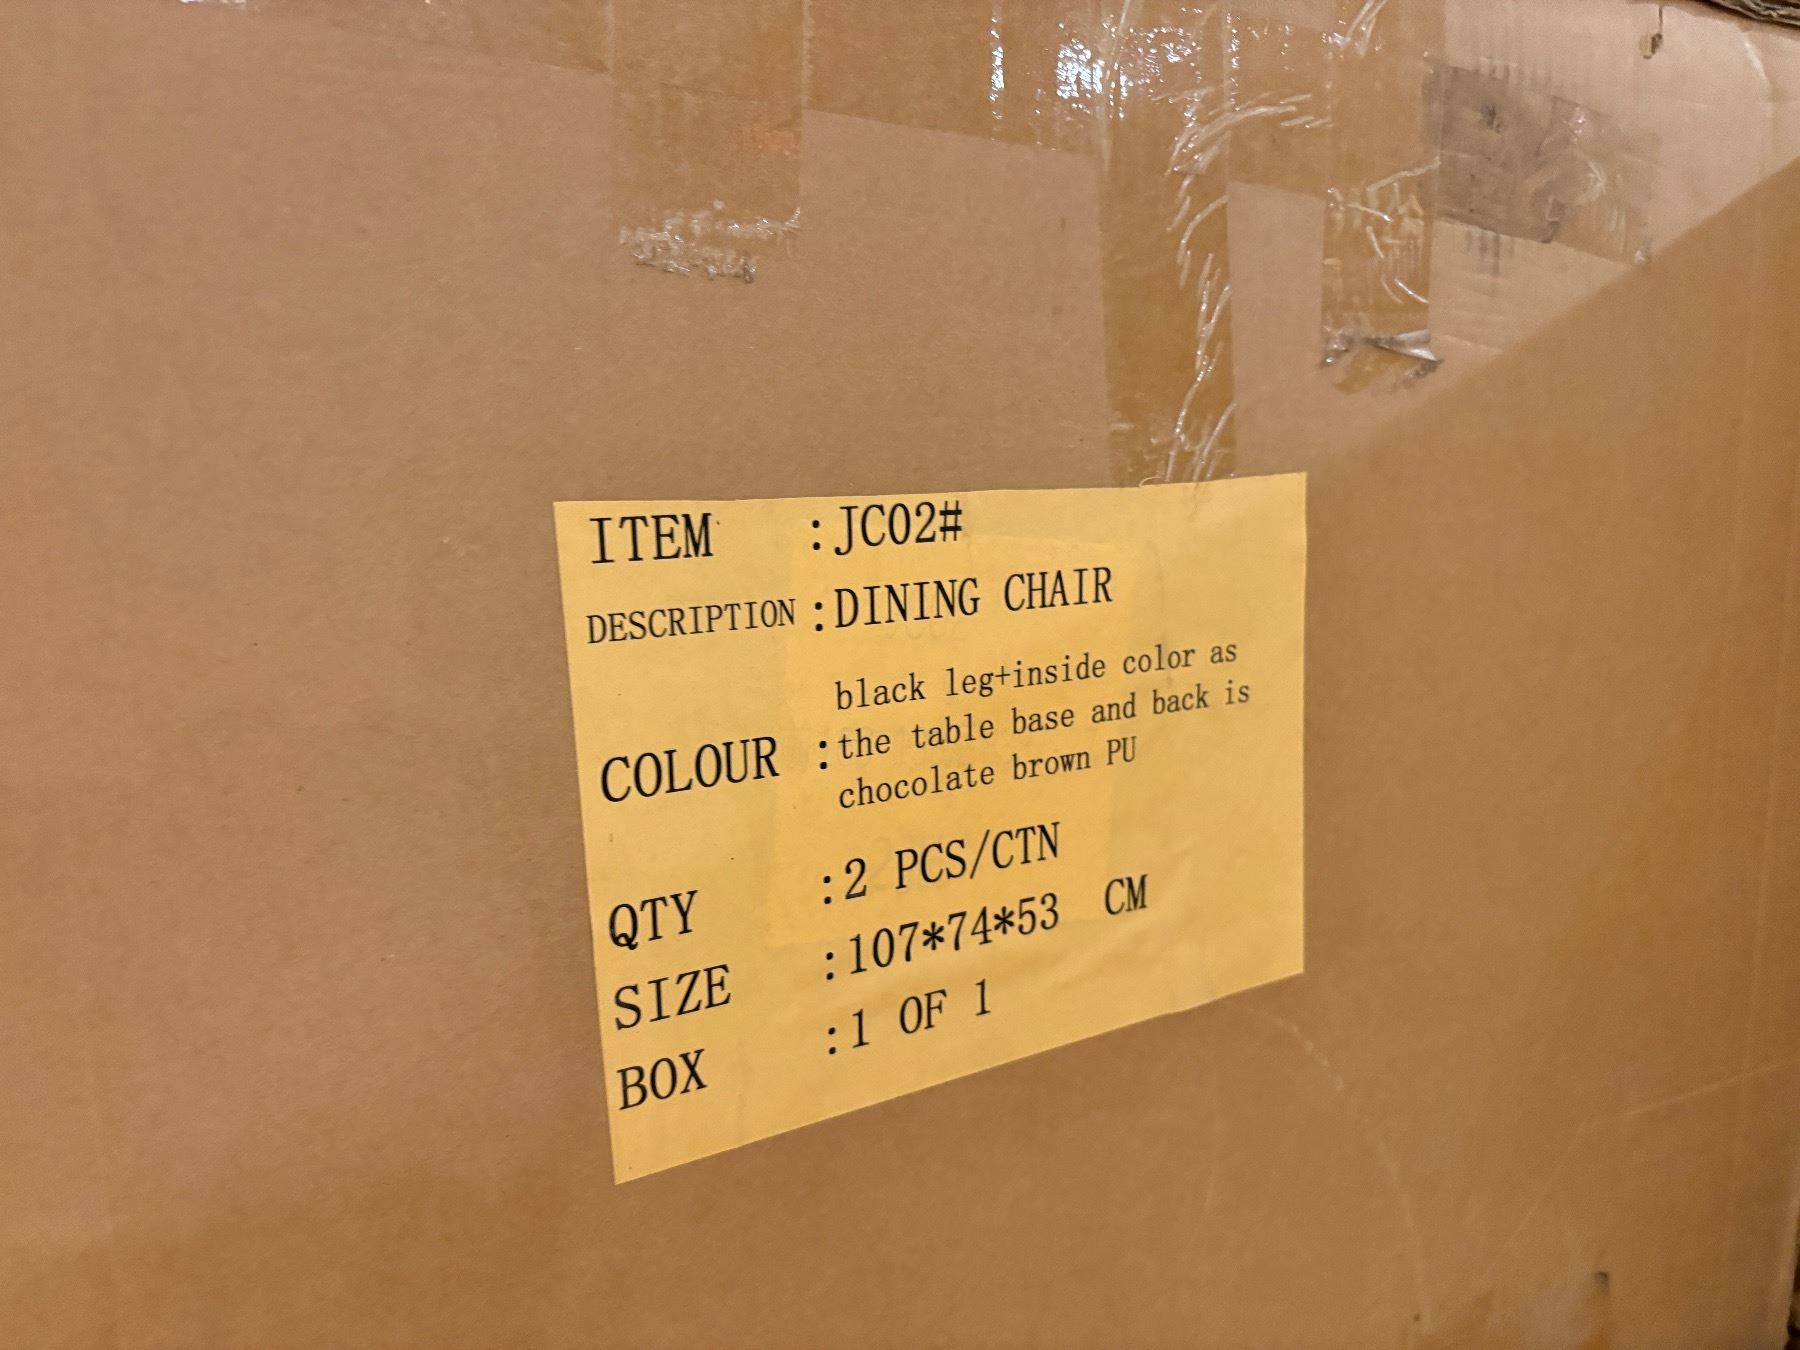 ITEM :JC02#
DESCRIPTION :DINING CHAIR
black leg+inside color as
COLOUR :the table base and back is
chocolate brown PU
QTY :2 PCS/CTN
SIZE :107*74*53 CM
BOX :1 OF 1